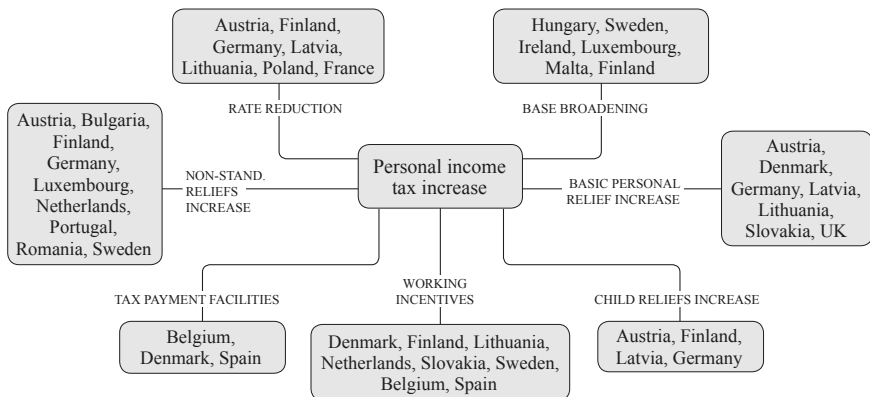 Austria, Finland,
Germany, Latvia,
Lithuania, Poland, France
Hungary, Sweden,
Ireland, Luxembourg,
Malta, Finland
RATE REDUCTION
BASE BROADENING
Austria, Bulgaria,
Finland,
Germany,
Luxembourg,
Netherlands,
Portugal,
Romania, Sweden
NON-STAND.
RELIEFS
INCREASE
Personal income
tax increase
BASIC PERSONAL
RELIEF INCREASE
Austria,
Denmark,
Germany, Latvia,
Lithuania,
Slovakia, UK
TAX PAYMENT FACILITIES
WORKING
INCENTIVES
CHILD RELIEFS INCREASE
Belgium,
Denmark, Spain
Denmark, Finland, Lithuania,
Netherlands, Slovakia, Sweden,
Belgium, Spain
Austria, Finland,
Latvia, Germany